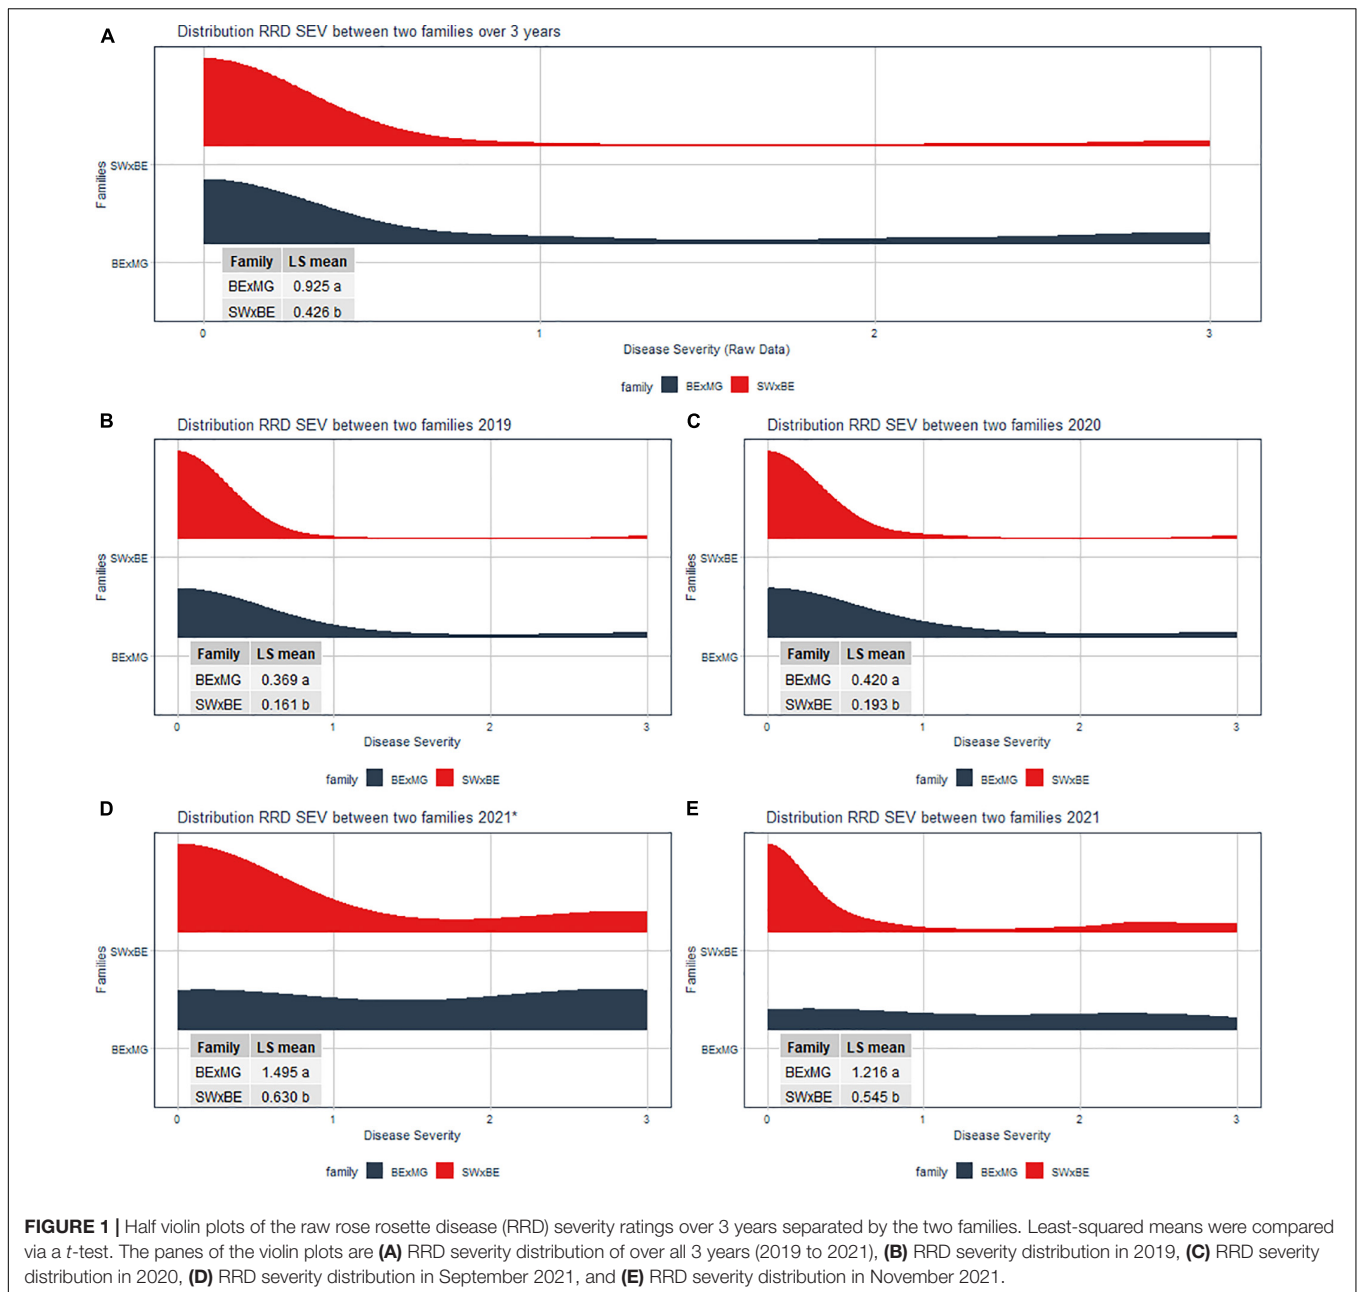 A
Distribution RRD SEV between two families over 3 years
Families
SWxBE
BExMG
Family LS mean
BExMG 0.925 a
SWxBE 0.426 b
0 1 2 3
Disease Severity (Raw Data)
family BExMG SWxBE
B
Distribution RRD SEV between two families 2019
Families
SWxBE
BExMG
Family LS mean
BExMG 0.369 a
SWxBE 0.161 b
0 1 2 3
Disease Severity
family BExMG SWxBE
C
Distribution RRD SEV between two families 2020
Families
SWxBE
BExMG
Family LS mean
BExMG 0.420 a
SWxBE 0.193 b
0 1 2 3
Disease Severity
family BExMG SWxBE
D
Distribution RRD SEV between two families 2021*
Families
SWxBE
BExMG
Family LS mean
BExMG 1.495 a
SWxBE 0.630 b
0 1 2 3
Disease Severity
family BExMG SWxBE
E
Distribution RRD SEV between two families 2021
Families
SWxBE
BExMG
Family LS mean
BExMG 1.216 a
SWxBE 0.545 b
0 1 2 3
Disease Severity
family BExMG SWxBE
FIGURE 1 | Half violin plots of the raw rose rosette disease (RRD) severity ratings over 3 years separated by the two families. Least-squared means were compared
via a t-test. The panes of the violin plots are (A) RRD severity distribution of over all 3 years (2019 to 2021), (B) RRD severity distribution in 2019, (C) RRD severity
distribution in 2020, (D) RRD severity distribution in September 2021, and (E) RRD severity distribution in November 2021.